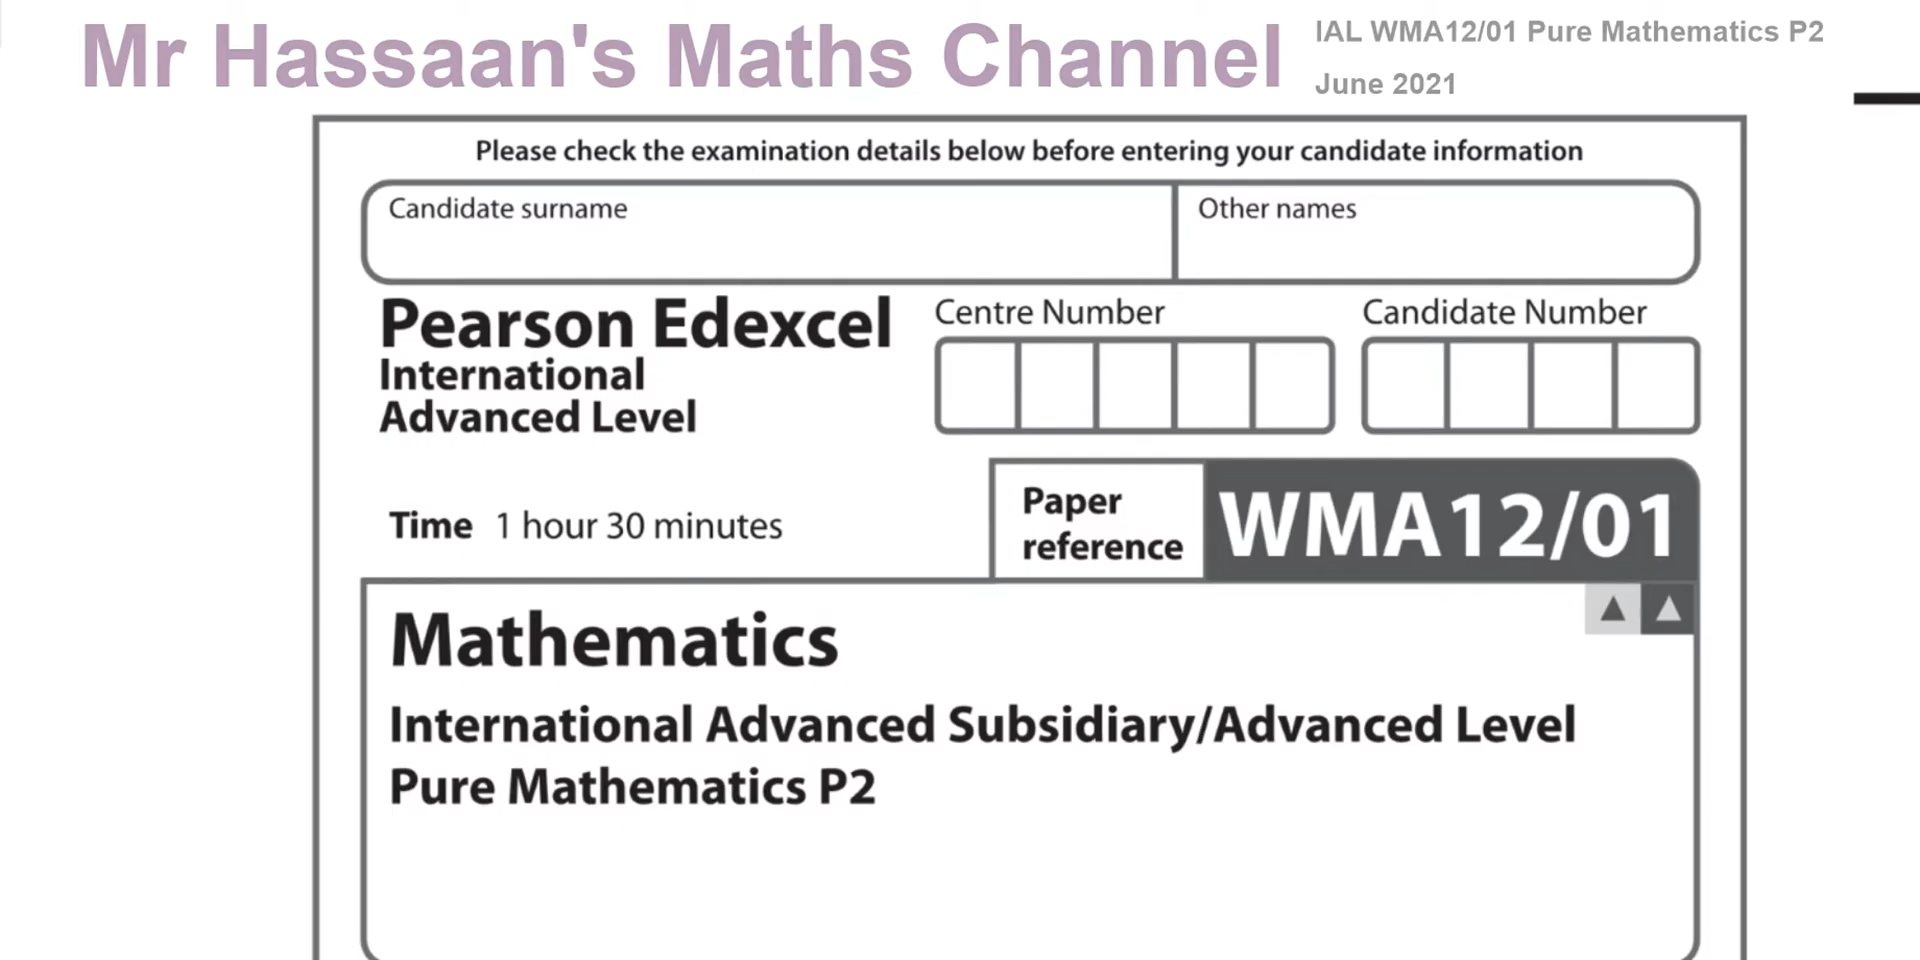 Mr Hassaan's Maths Channel
IAL WMA12/01 Pure Mathematics P2
June 2021
Please check the examination details below before entering your candidate information
Candidate surname
Other names
Pearson Edexcel
International
Advanced Level
Centre Number
Candidate Number
Time 1 hour 30 minutes
Paper
reference
WMA12/01
Mathematics
International Advanced Subsidiary/Advanced Level
Pure Mathematics P2